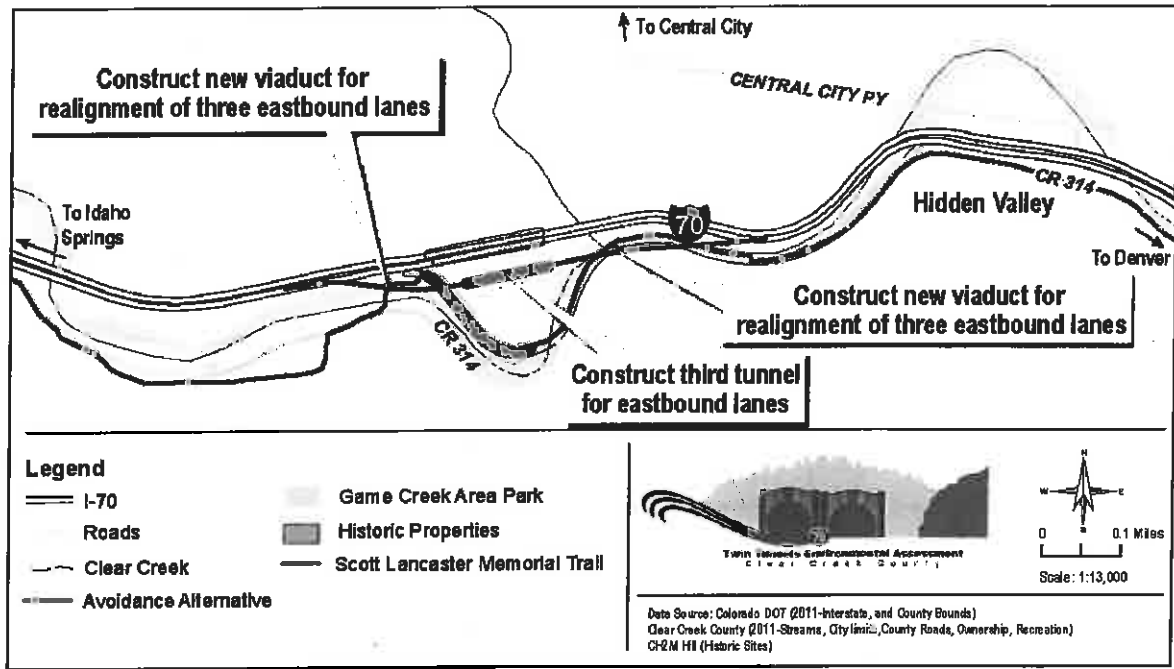 To Central City
Construct new viaduct for
realignment of three eastbound lanes
CENTRAL CITY PY
CR 314
Hidden Valley
To Idaho
Springs
70
To Denver
CR 314
Construct new viaduct for
realignment of three eastbound lanes
Construct third tunnel
for eastbound lanes
Legend
I-70
Roads
Clear Creek
Avoidance Alternative
Game Creek Area Park
Historic Properties
Scott Lancaster Memorial Trail
Twin Tunnels Environmental Assessment
Clear Creek County
N
W E
S
0 0.1 Miles
Scale: 1:13,000
Data Source: Colorado DOT (2011-Interstate, and County Bounds)
Clear Creek County (2011-Streams, City limits, County Roads, Ownership, Recreation)
CH2M Hill (Historic Sites)